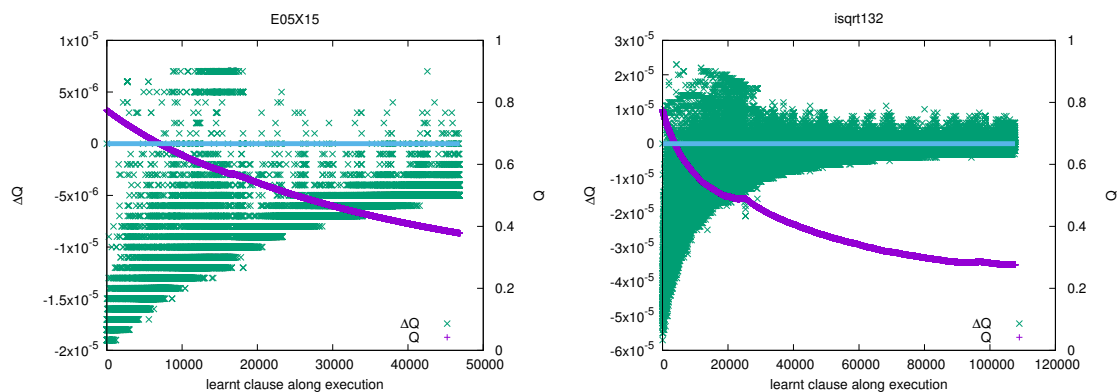 E05X15
1x10⁻⁵
5x10⁻⁶
0
-5x10⁻⁶
-1x10⁻⁵
-1.5x10⁻⁵
-2x10⁻⁵
ΔQ
0 10000 20000 30000 40000 50000
learnt clause along execution
1
0.8
0.6
0.4
0.2
0
Q
ΔQ
Q
isqrt132
3x10⁻⁵
2x10⁻⁵
1x10⁻⁵
0
-1x10⁻⁵
-2x10⁻⁵
-3x10⁻⁵
-4x10⁻⁵
-5x10⁻⁵
-6x10⁻⁵
ΔQ
0 20000 40000 60000 80000 100000 120000
learnt clause along execution
1
0.8
0.6
0.4
0.2
0
Q
ΔQ
Q